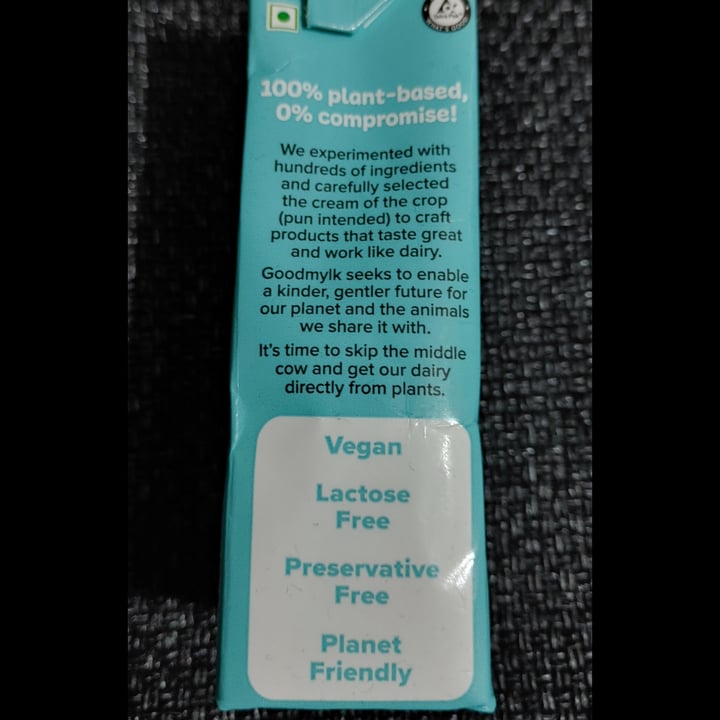 100% plant-based,
0% compromise!
We experimented with
hundreds of ingredients
and carefully selected
the cream of the crop
(pun intended) to craft
products that taste great
and work like dairy.
Goodmylk seeks to enable
a kinder, gentler future for
our planet and the animals
we share it with.
It's time to skip the middle
cow and get our dairy
directly from plants.
Vegan
Lactose
Free
Preservative
Free
Planet
Friendly